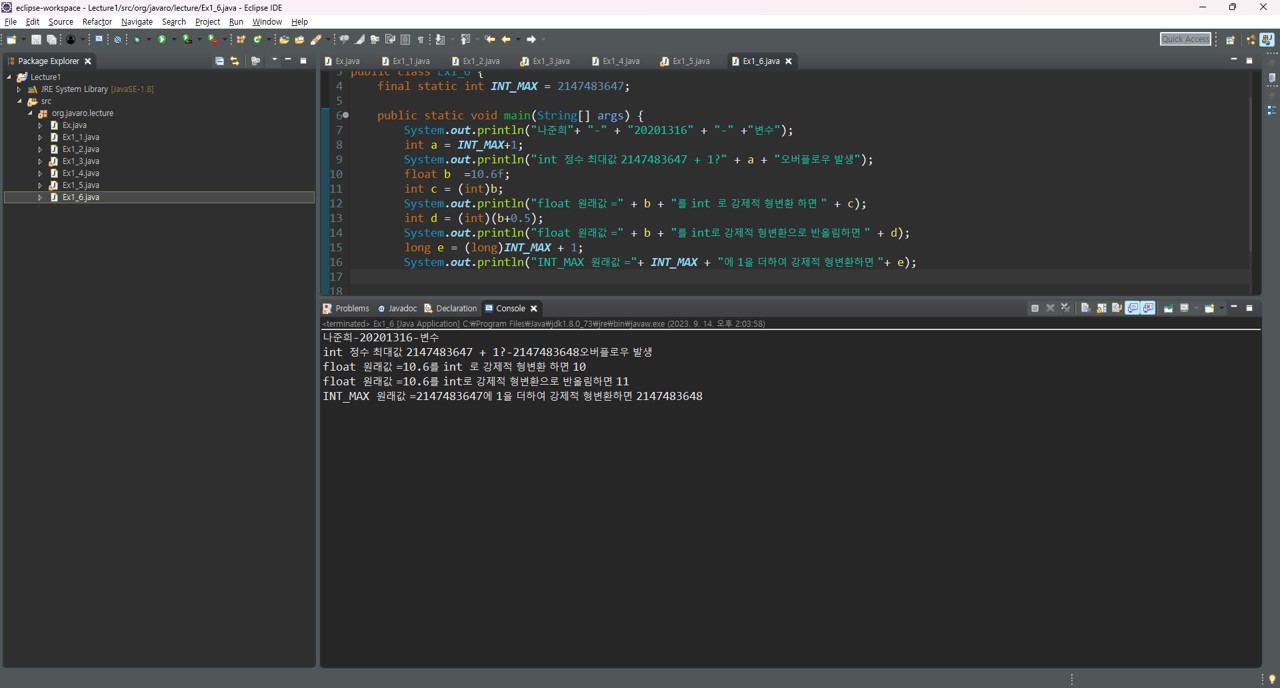 eclipse-workspace - Lecture1/src/org/javaro/lecture/Ex1_6.java - Eclipse IDE
File Edit Source Refactor Navigate Search Project Run Window Help
Quick Access
Package Explorer
Lecture1
JRE System Library [JavaSE-1.8]
src
org.javaro.lecture
Ex.java
Ex1_1.java
Ex1_2.java
Ex1_3.java
Ex1_4.java
Ex1_5.java
Ex1_6.java
Ex.java Ex1_1.java Ex1_2.java Ex1_3.java Ex1_4.java Ex1_5.java Ex1_6.java
3 public class Ex1_6 {
4 final static int INT_MAX = 2147483647;
5
6 public static void main(String[] args) {
7 System.out.println("나준희"+ "-" + "20201316" + "-" +"변수");
8 int a = INT_MAX+1;
9 System.out.println("int 정수 최대값 2147483647 + 1?" + a + "오버플로우 발생");
10 float b  =10.6f;
11 int c = (int)b;
12 System.out.println("float 원래값 =" + b + "를 int 로 강제적 형변환 하면 " + c);
13 int d = (int)(b+0.5);
14 System.out.println("float 원래값 =" + b + "를 int로 강제적 형변환으로 반올림하면 " + d);
15 long e = (long)INT_MAX + 1;
16 System.out.println("INT_MAX 원래값 ="+ INT_MAX + "에 1을 더하여 강제적 형변환하면 "+ e);
17
18
Problems Javadoc Declaration Console
<terminated> Ex1_6 [Java Application] C:₩Program Files₩Java₩jdk1.8.0_73₩jre₩bin₩javaw.exe (2023. 9. 14. 오후 2:03:58)
나준희-20201316-변수
int 정수 최대값 2147483647 + 1?-2147483648오버플로우 발생
float 원래값 =10.6를 int 로 강제적 형변환 하면 10
float 원래값 =10.6를 int로 강제적 형변환으로 반올림하면 11
INT_MAX 원래값 =2147483647에 1을 더하여 강제적 형변환하면 2147483648